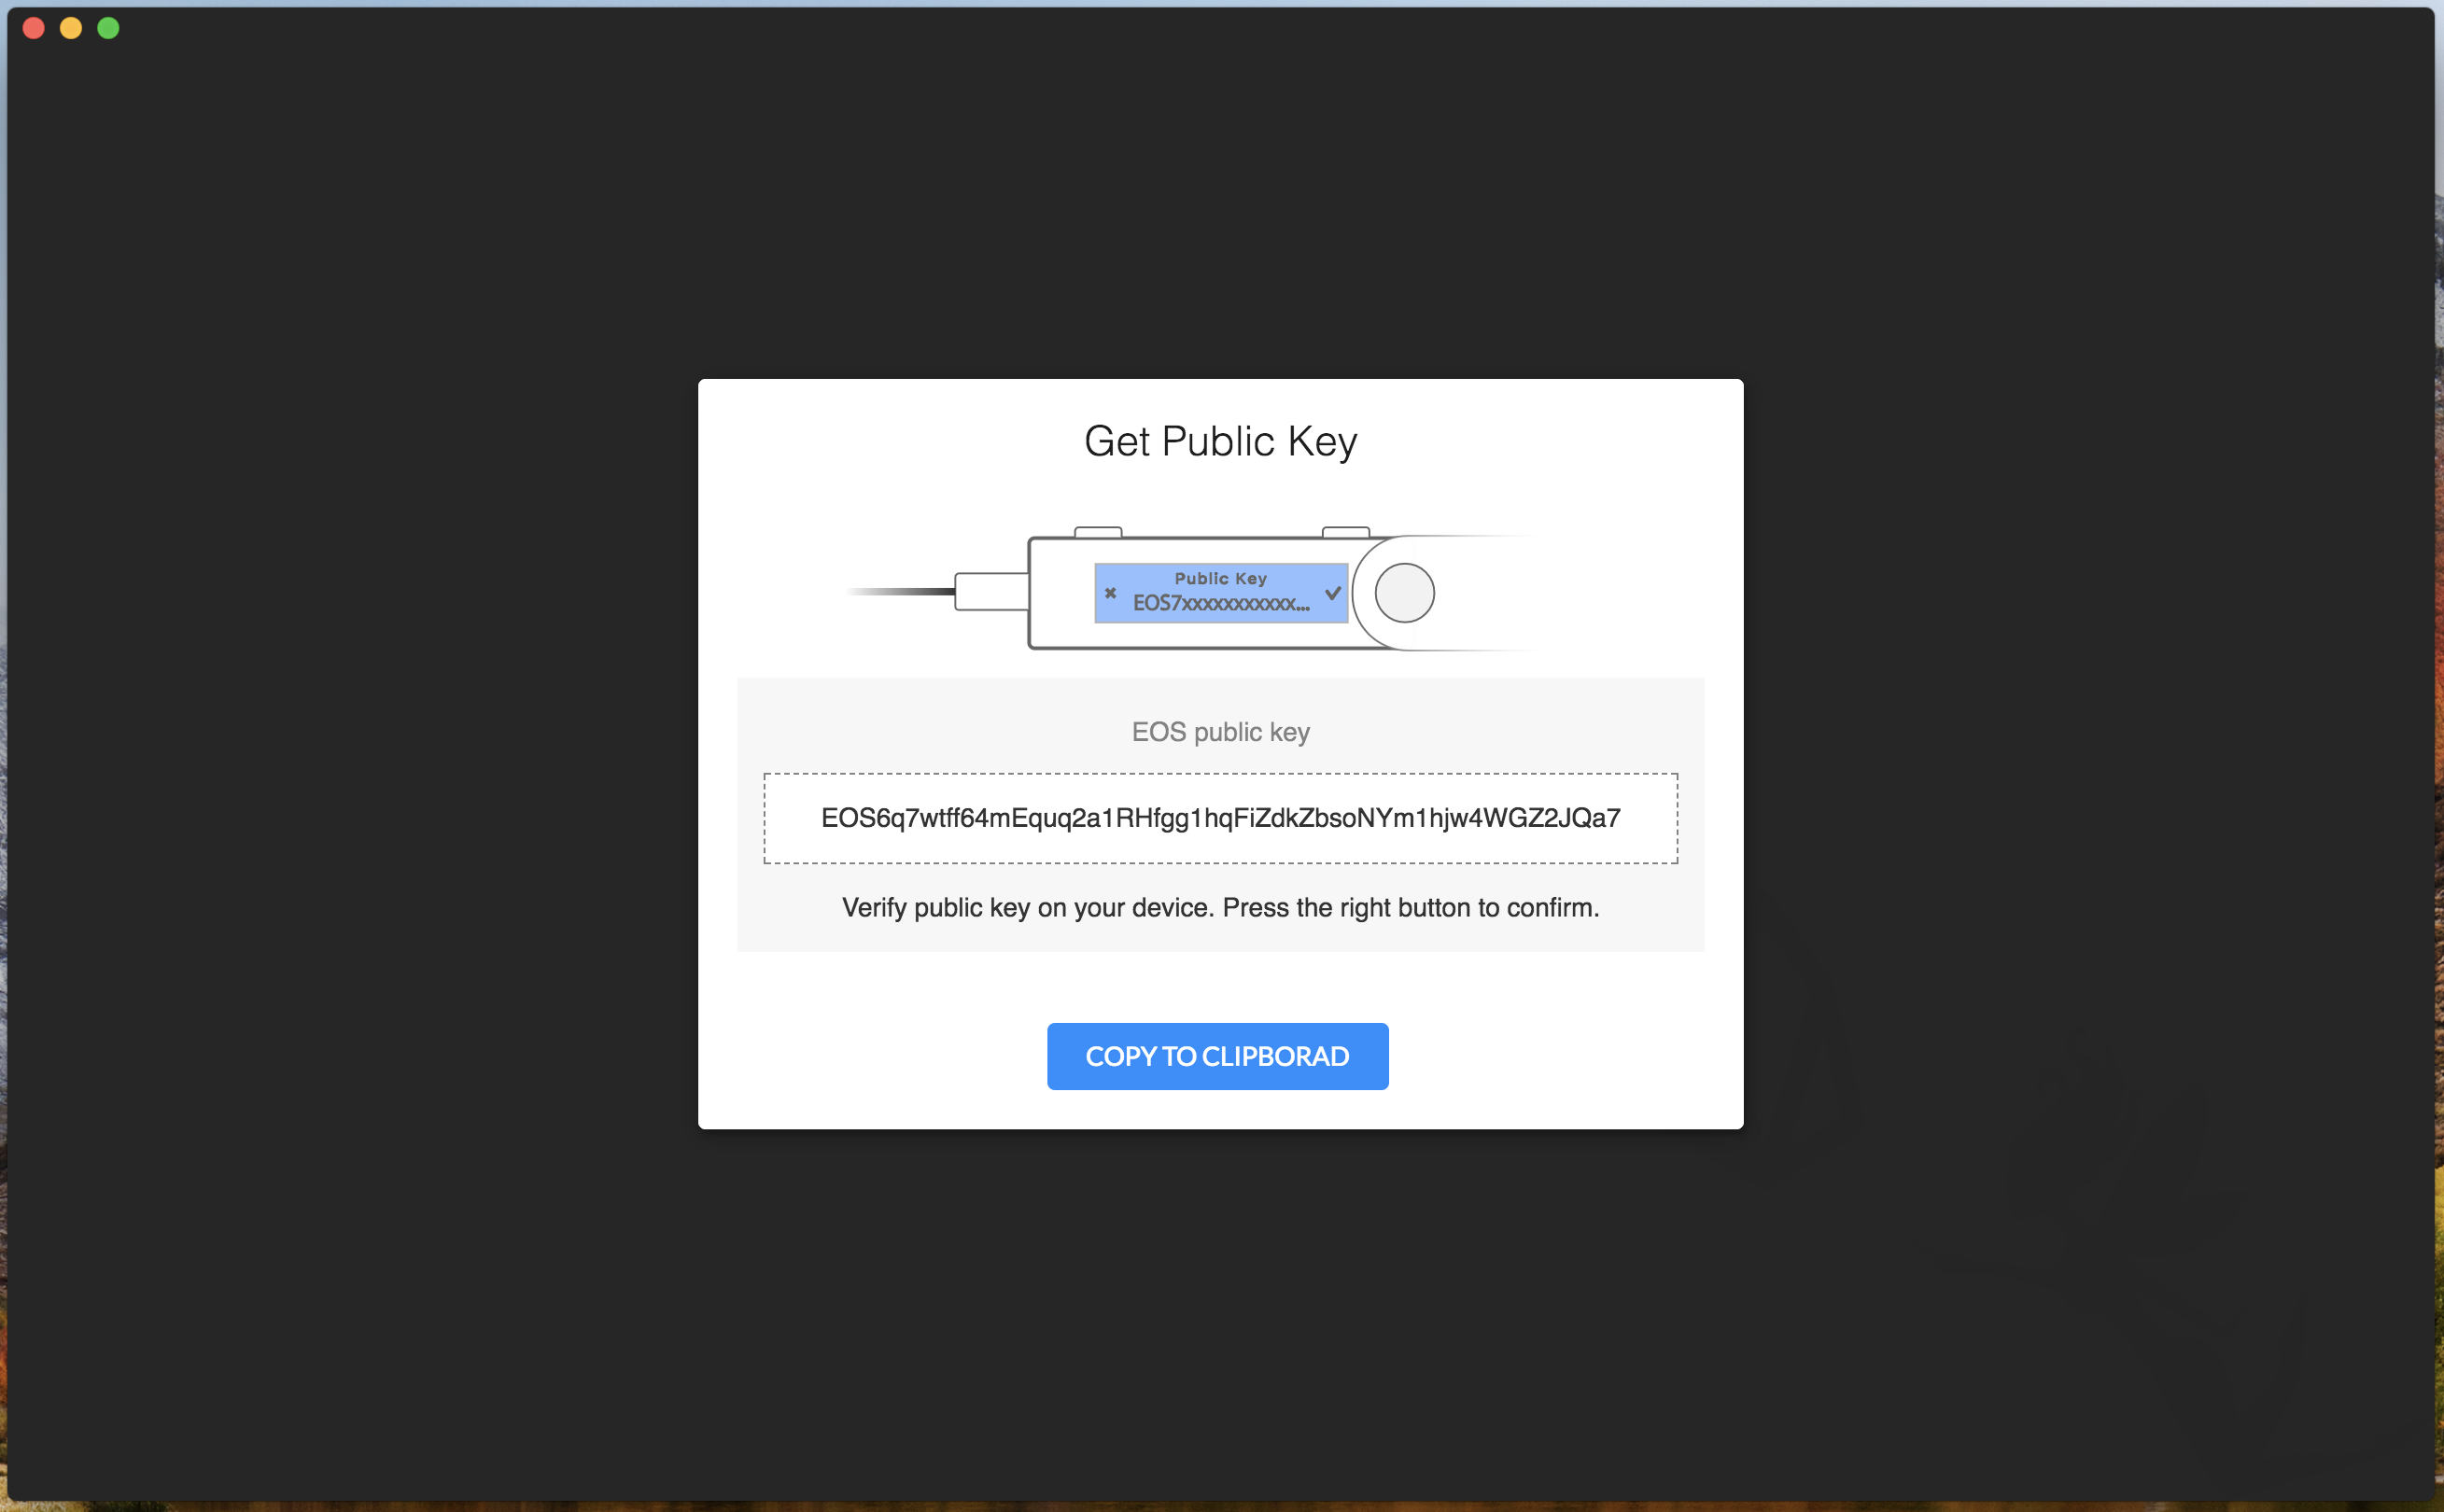 Get Public Key
Public Key
EOS7xxxxxxxxxxx...
EOS public key
EOS6q7wtff64mEquq2a1RHfgg1hqFiZdkZbsoNYm1hjw4WGZ2JQa7
Verify public key on your device. Press the right button to confirm.
COPY TO CLIPBORAD